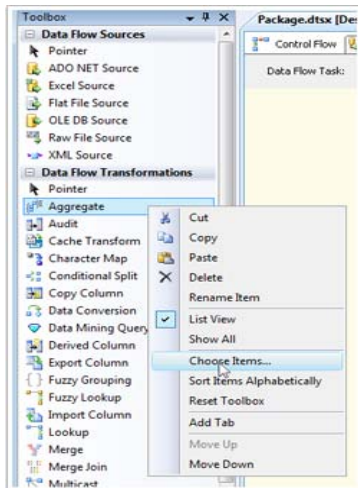 Toolbox
Data Flow Sources
Pointer
ADO NET Source
Excel Source
Flat File Source
OLE DB Source
Raw File Source
XML Source
Data Flow Transformations
Pointer
Aggregate
Audit
Cache Transform
Character Map
Conditional Split
Copy Column
Data Conversion
Data Mining Query
Derived Column
Export Column
Fuzzy Grouping
Fuzzy Lookup
Import Column
Lookup
Merge
Merge Join
Multicast
Cut
Copy
Paste
Delete
Rename Item
List View
Show All
Choose Items...
Sort Items Alphabetically
Reset Toolbox
Add Tab
Move Up
Move Down
Package.dtsx [Des
Control Flow
Data Flow Task: